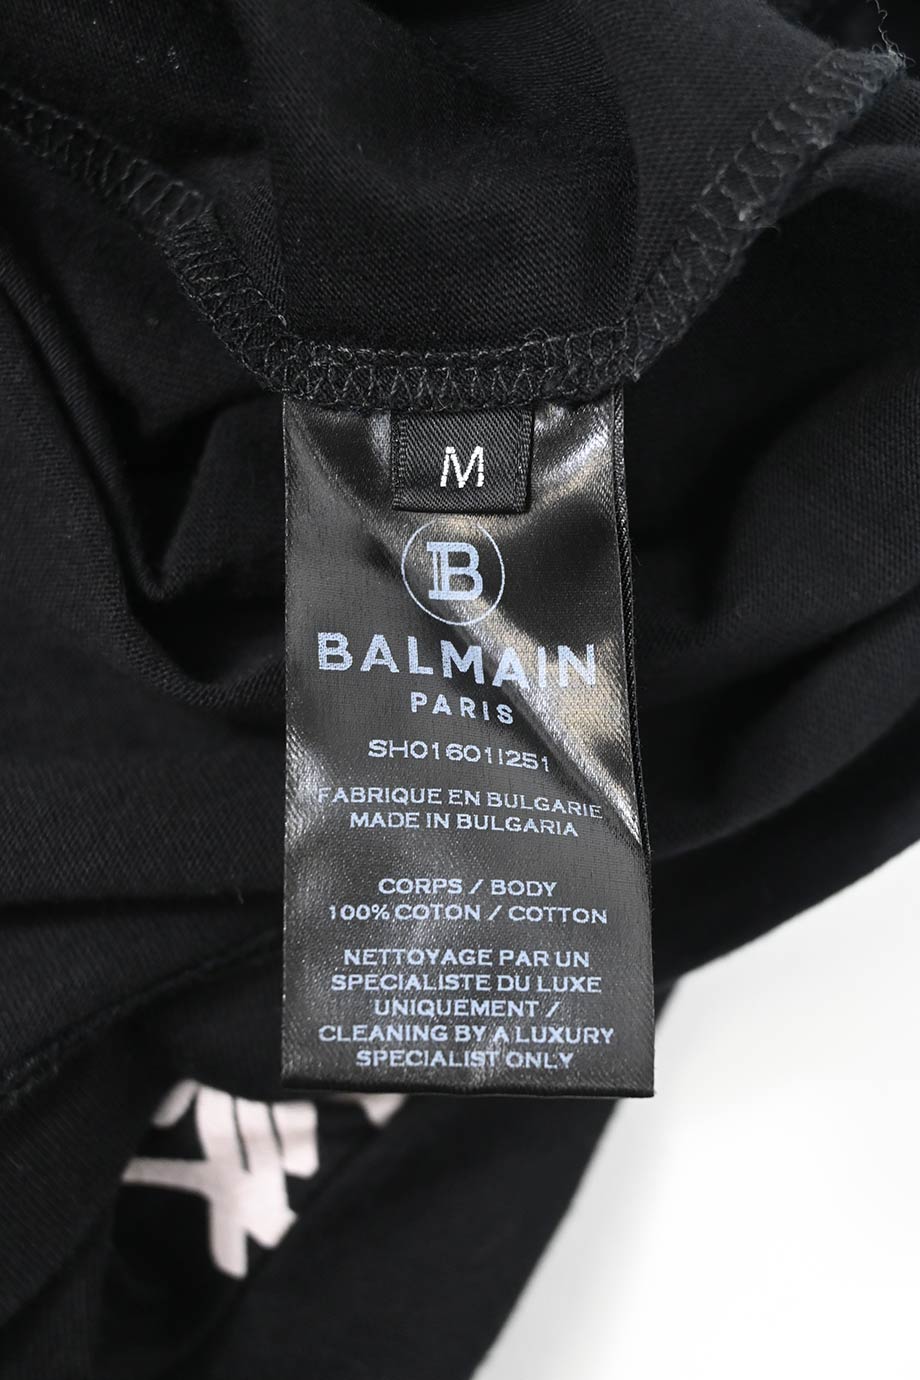 M
B
BALMAIN
PARIS
SH01601I251
FABRIQUE EN BULGARIE
MADE IN BULGARIA
CORPS / BODY
100% COTON / COTTON
NETTOYAGE PAR UN
SPECIALISTE DU LUXE
UNIQUEMENT /
CLEANING BY A LUXURY
SPECIALIST ONLY